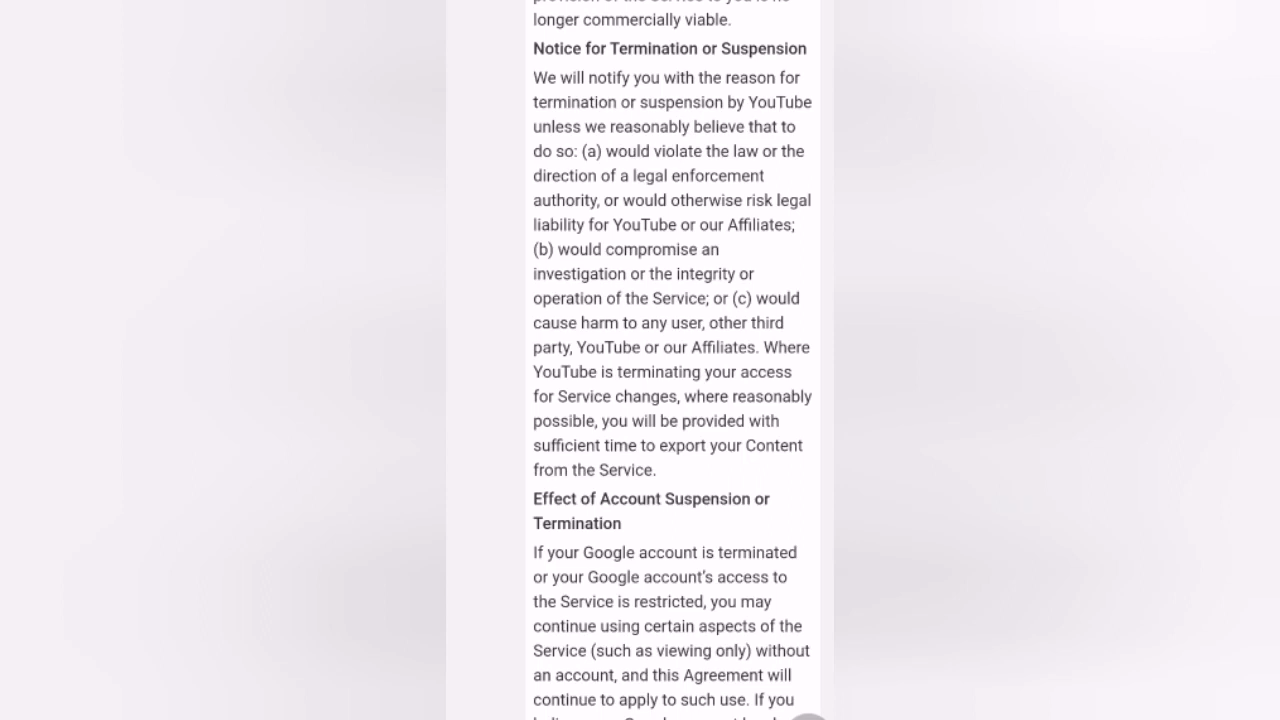 longer commercially viable.
Notice for Termination or Suspension
We will notify you with the reason for
termination or suspension by YouTube
unless we reasonably believe that to
do so: (a) would violate the law or the
direction of a legal enforcement
authority, or would otherwise risk legal
liability for YouTube or our Affiliates;
(b) would compromise an
investigation or the integrity or
operation of the Service; or (c) would
cause harm to any user, other third
party, YouTube or our Affiliates. Where
YouTube is terminating your access
for Service changes, where reasonably
possible, you will be provided with
sufficient time to export your Content
from the Service.
Effect of Account Suspension or
Termination
If your Google account is terminated
or your Google account's access to
the Service is restricted, you may
continue using certain aspects of the
Service (such as viewing only) without
an account, and this Agreement will
continue to apply to such use. If you